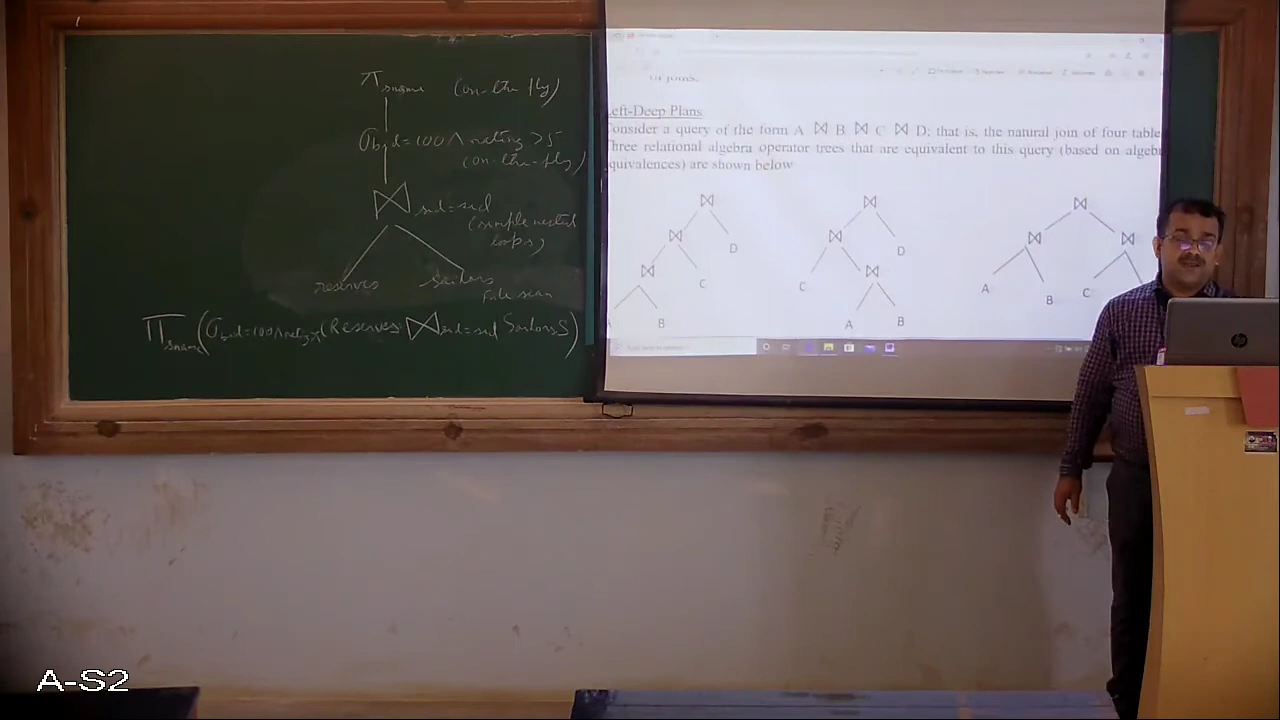 π sname (on-the fly)
σ bid=100 ∧ rating >5
(on-the-fly)
⋈ sid=sid
(simple nested
loops)
reserves sailors
File scan
π sname (σ bid=100 ∧ rating (Reserves ⋈ sid=sid Sailors S)
of joins.
Left-Deep Plans
Consider a query of the form A ⋈ B ⋈ C ⋈ D; that is, the natural join of four table
Three relational algebra operator trees that are equivalent to this query (based on algeb
equivalences) are shown below
⋈ ⋈ ⋈
⋈ D ⋈ D ⋈ ⋈
⋈ C C ⋈ A B C
A B A B
A-S2